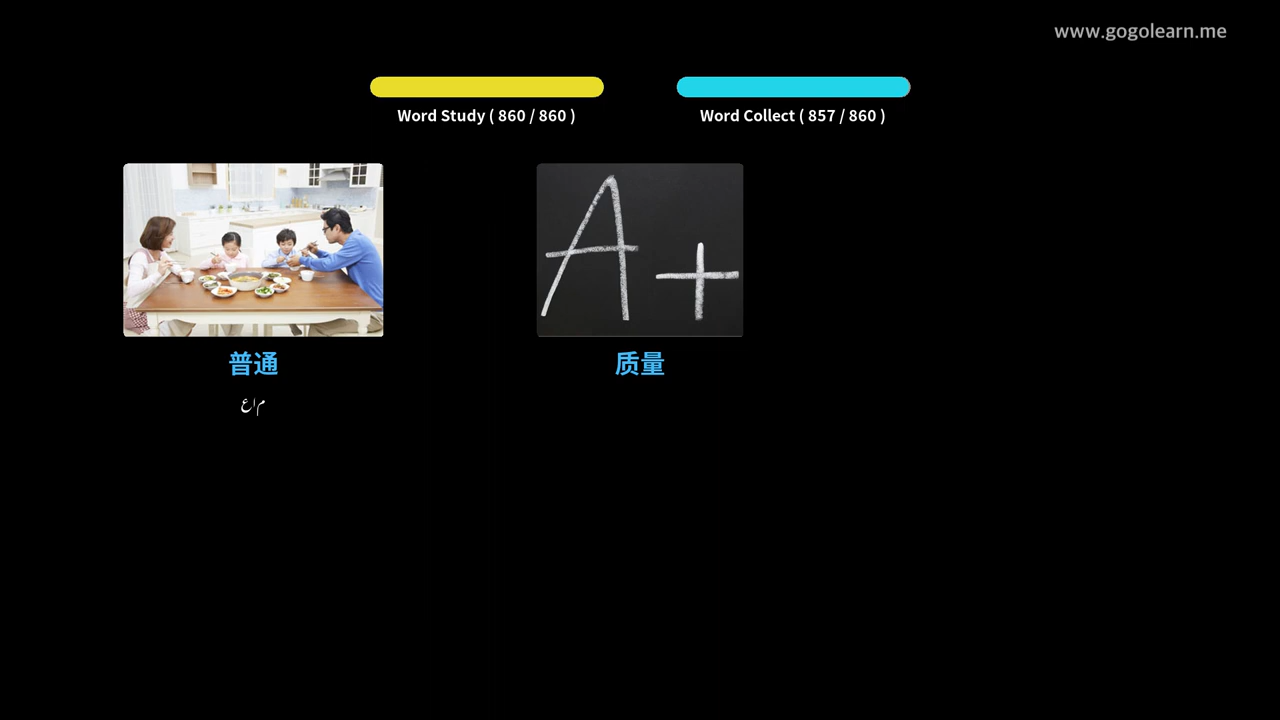 www.gogolearn.me
Word Study ( 860 / 860 )
Word Collect ( 857 / 860 )
A+
普通
质量
عام